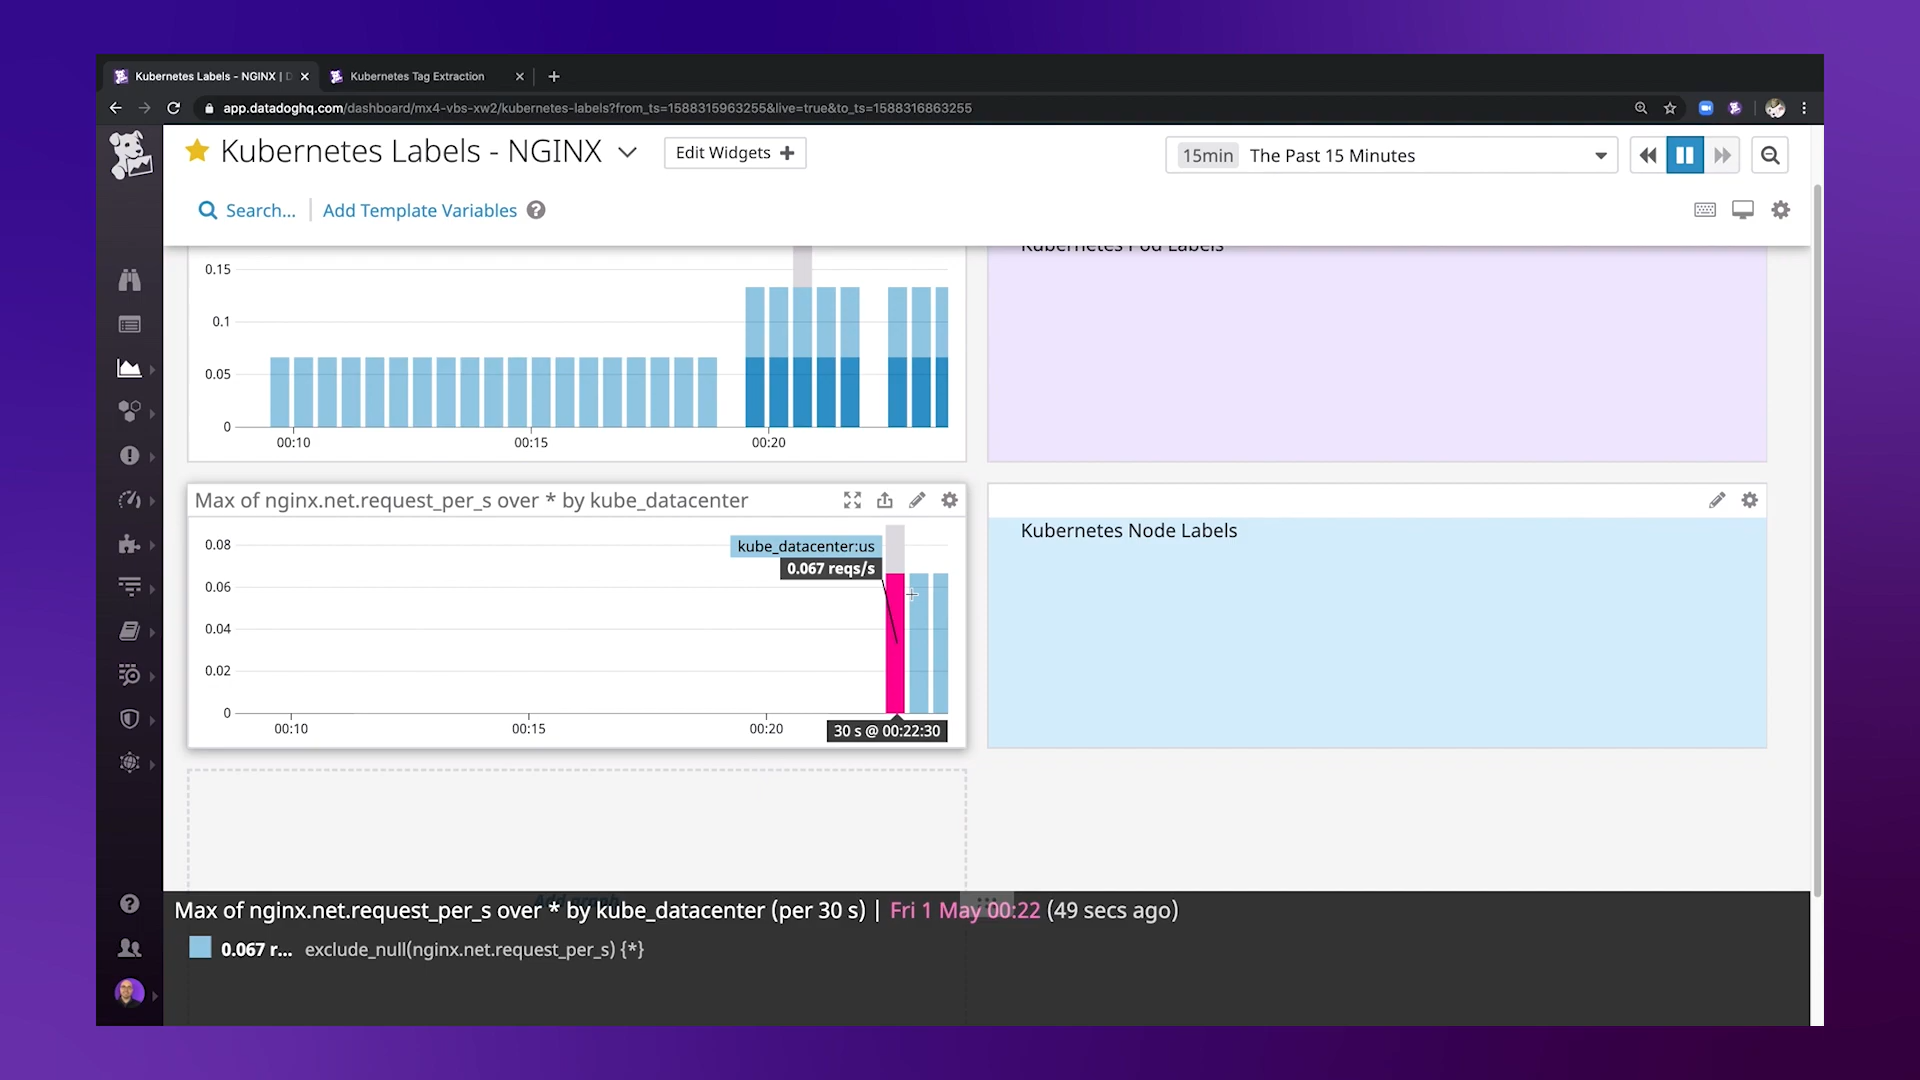 Kubernetes Labels - NGINX | D
Kubernetes Tag Extraction
app.datadoghq.com/dashboard/mx4-vbs-xw2/kubernetes-labels?from_ts=1588315963255&live=true&to_ts=1588316863255
Kubernetes Labels - NGINX
Edit Widgets +
15min The Past 15 Minutes
Search...
Add Template Variables
Kubernetes Pod Labels
0.15
0.1
0.05
0
00:10 00:15 00:20
Max of nginx.net.request_per_s over * by kube_datacenter
Kubernetes Node Labels
kube_datacenter:us
0.067 reqs/s
0.08
0.06
0.04
0.02
0
00:10 00:15 00:20
30 s @ 00:22:30
Max of nginx.net.request_per_s over * by kube_datacenter (per 30 s) | Fri 1 May 00:22 (49 secs ago)
0.067 r... exclude_null(nginx.net.request_per_s) {*}